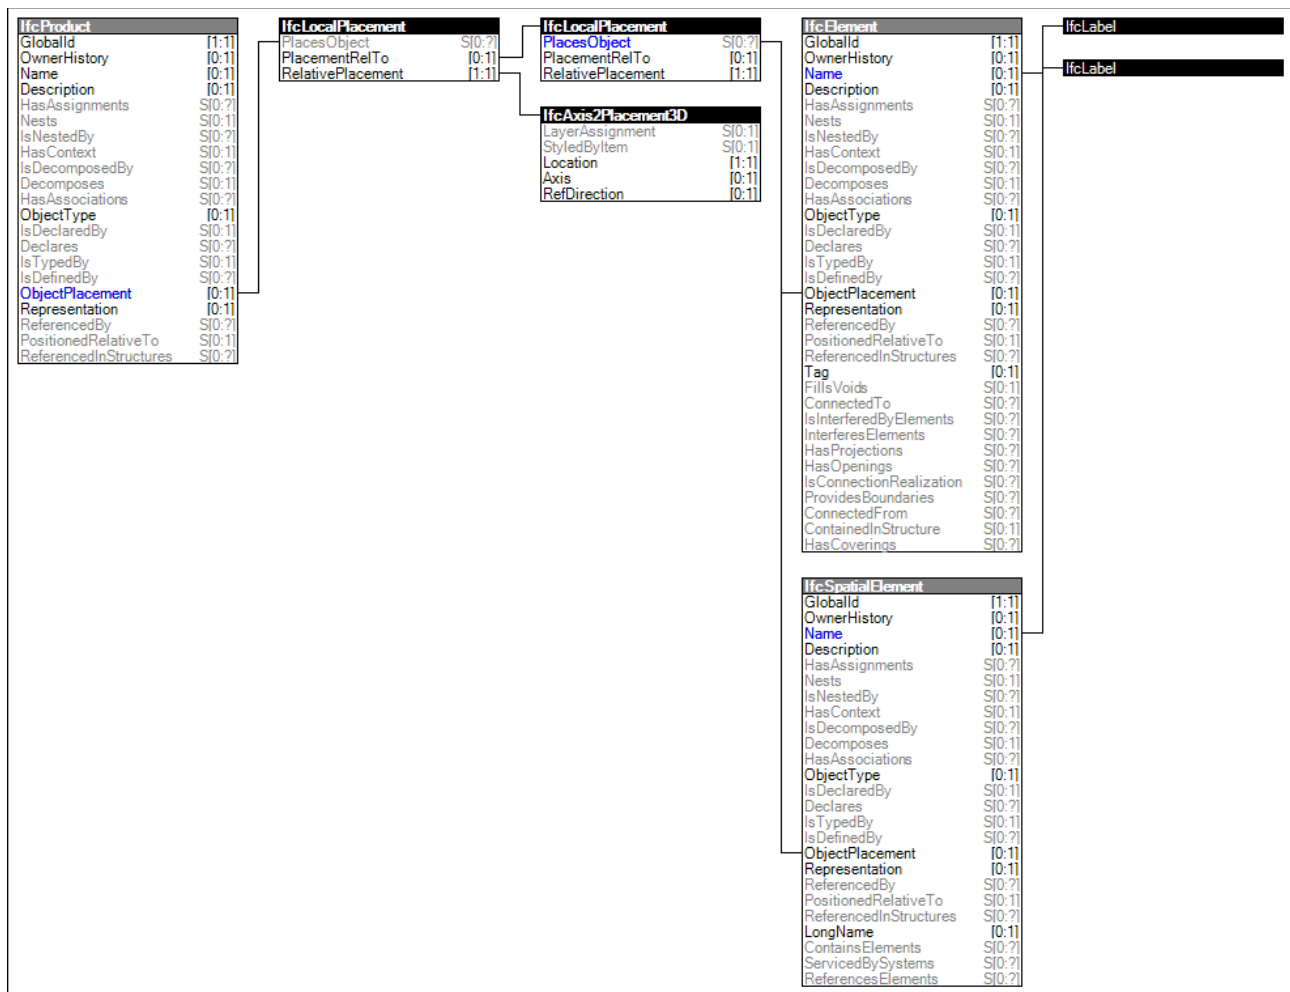 IfcProduct
GlobalId [1:1]
OwnerHistory [0:1]
Name [0:1]
Description [0:1]
HasAssignments S[0:?]
Nests S[0:1]
IsNestedBy S[0:?]
HasContext S[0:1]
IsDecomposedBy S[0:?]
Decomposes S[0:1]
HasAssociations S[0:?]
ObjectType [0:1]
IsDeclaredBy S[0:1]
Declares S[0:?]
IsTypedBy S[0:1]
IsDefinedBy S[0:?]
ObjectPlacement [0:1]
Representation [0:1]
ReferencedBy S[0:?]
PositionedRelativeTo S[0:1]
ReferencedInStructures S[0:?]
IfcLocalPlacement
PlacesObject S[0:?]
PlacementRelTo [0:1]
RelativePlacement [1:1]
IfcLocalPlacement
PlacesObject S[0:?]
PlacementRelTo [0:1]
RelativePlacement [1:1]
IfcAxis2Placement3D
LayerAssignment S[0:1]
StyledByItem S[0:1]
Location [1:1]
Axis [0:1]
RefDirection [0:1]
IfcElement
GlobalId [1:1]
OwnerHistory [0:1]
Name [0:1]
Description [0:1]
HasAssignments S[0:?]
Nests S[0:1]
IsNestedBy S[0:?]
HasContext S[0:1]
IsDecomposedBy S[0:?]
Decomposes S[0:1]
HasAssociations S[0:?]
ObjectType [0:1]
IsDeclaredBy S[0:1]
Declares S[0:?]
IsTypedBy S[0:1]
IsDefinedBy S[0:?]
ObjectPlacement [0:1]
Representation [0:1]
ReferencedBy S[0:?]
PositionedRelativeTo S[0:1]
ReferencedInStructures S[0:?]
Tag [0:1]
FillsVoids S[0:1]
ConnectedTo S[0:?]
IsInterferedByElements S[0:?]
InterferesElements S[0:?]
HasProjections S[0:?]
HasOpenings S[0:?]
IsConnectionRealization S[0:?]
ProvidesBoundaries S[0:?]
ConnectedFrom S[0:?]
ContainedInStructure S[0:1]
HasCoverings S[0:?]
IfcSpatialElement
GlobalId [1:1]
OwnerHistory [0:1]
Name [0:1]
Description [0:1]
HasAssignments S[0:?]
Nests S[0:1]
IsNestedBy S[0:?]
HasContext S[0:1]
IsDecomposedBy S[0:?]
Decomposes S[0:1]
HasAssociations S[0:?]
ObjectType [0:1]
IsDeclaredBy S[0:1]
Declares S[0:?]
IsTypedBy S[0:1]
IsDefinedBy S[0:?]
ObjectPlacement [0:1]
Representation [0:1]
ReferencedBy S[0:?]
PositionedRelativeTo S[0:1]
ReferencedInStructures S[0:?]
LongName [0:1]
ContainsElements S[0:?]
ServicedBySystems S[0:?]
ReferencesElements S[0:?]
IfcLabel
IfcLabel